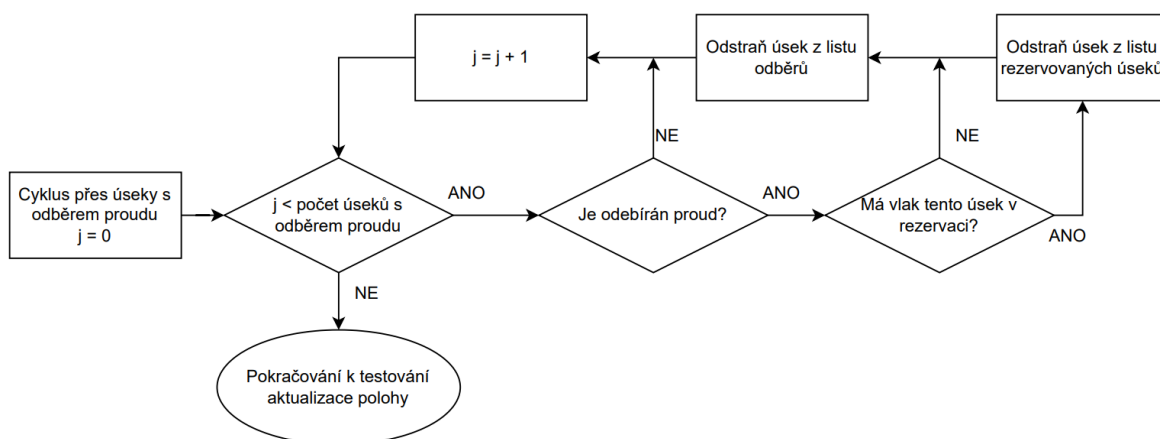 j = j + 1
Odstraň úsek z listu
odběrů
Odstraň úsek z listu
rezervovaných úseků
NE
NE
Cyklus přes úseky s
odběrem proudu
j = 0
j < počet úseků s
odběrem proudu
ANO
Je odebírán proud?
ANO
Má vlak tento úsek v
rezervaci?
ANO
NE
Pokračování k testování
aktualizace polohy